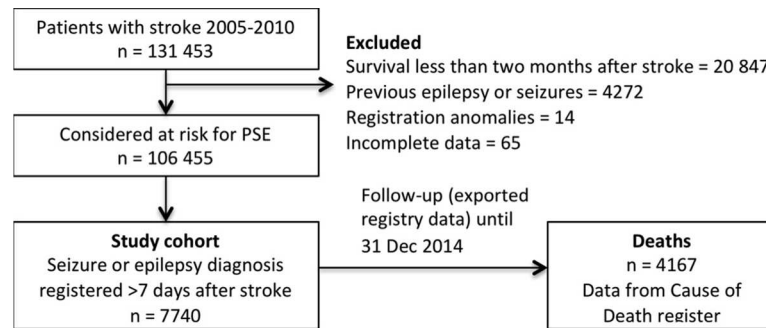 Patients with stroke 2005-2010
n = 131 453
Excluded
Survival less than two months after stroke = 20 847
Previous epilepsy or seizures = 4272
Registration anomalies = 14
Incomplete data = 65
Considered at risk for PSE
n = 106 455
Follow-up (exported
registry data) until
31 Dec 2014
Study cohort
Seizure or epilepsy diagnosis
registered >7 days after stroke
n = 7740
Deaths
n = 4167
Data from Cause of
Death register